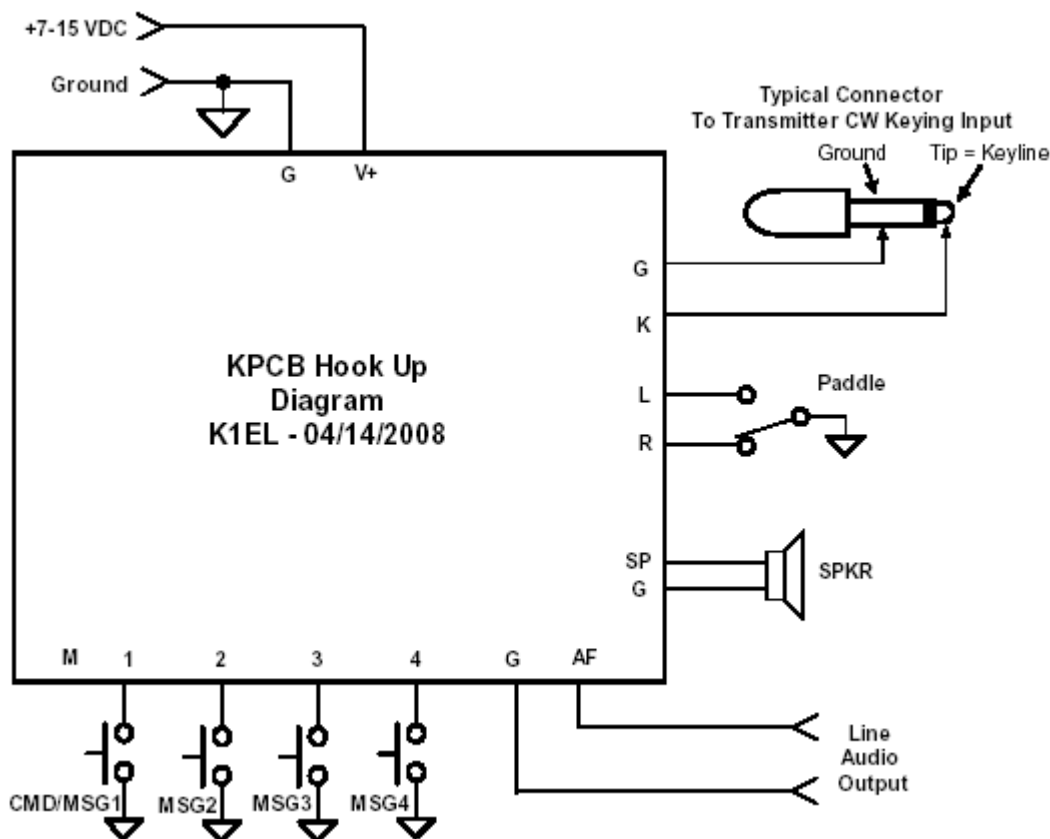 +7-15 VDC
Ground
Typical Connector
To Transmitter CW Keying Input
Ground
Tip = Keyline
G
V+
G
K
KPCB Hook Up
Diagram
K1EL - 04/14/2008
L
Paddle
R
SP
SPKR
G
M
1
2
3
4
G
AF
Line
Audio
Output
CMD/MSG1
MSG2
MSG3
MSG4